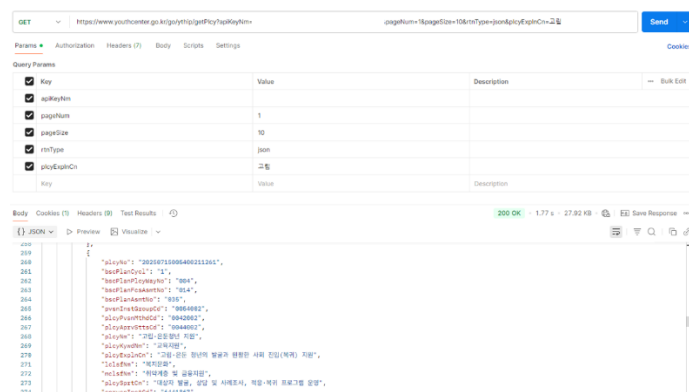 GET https://www.youthcenter.go.kr/go/ythip/getPlcy?apiKeyNm= &pageNum=1&pageSize=10&rtnType=json&plcyExplnCn=고립 Send
Params Authorization Headers (7) Body Scripts Settings Cookies
Query Params
Key Value Description Bulk Edit
apiKeyNm
pageNum 1
pageSize 10
rtnType json
plcyExplnCn 고립
Key Value Description
Body Cookies (1) Headers (9) Test Results 200 OK 1.77 s 27.92 KB Save Response
{} JSON Preview Visualize
258 },
259 {
260 "plcyNo": "20250715005400211261",
261 "bscPlanCycl": "1",
262 "bscPlanPlcyWayNo": "004",
263 "bscPlanFcsAsmtNo": "014",
264 "bscPlanAsmtNo": "035",
265 "pvsnInstGroupCd": "0054002",
266 "plcyPvsnMthdCd": "0042002",
267 "plcyAprvSttsCd": "0044002",
268 "plcyNm": "고립·은둔청년 지원",
269 "plcyKywdNm": "교육지원",
270 "plcyExplnCn": "고립·은둔 청년의 발굴과 원활한 사회 진입(복귀) 지원",
271 "lclsfNm": "복지문화",
272 "mclsfNm": "취약계층 및 금융지원",
273 "plcySprtCn": "대상자 발굴, 상담 및 사례조사, 적응·복귀 프로그램 운영",